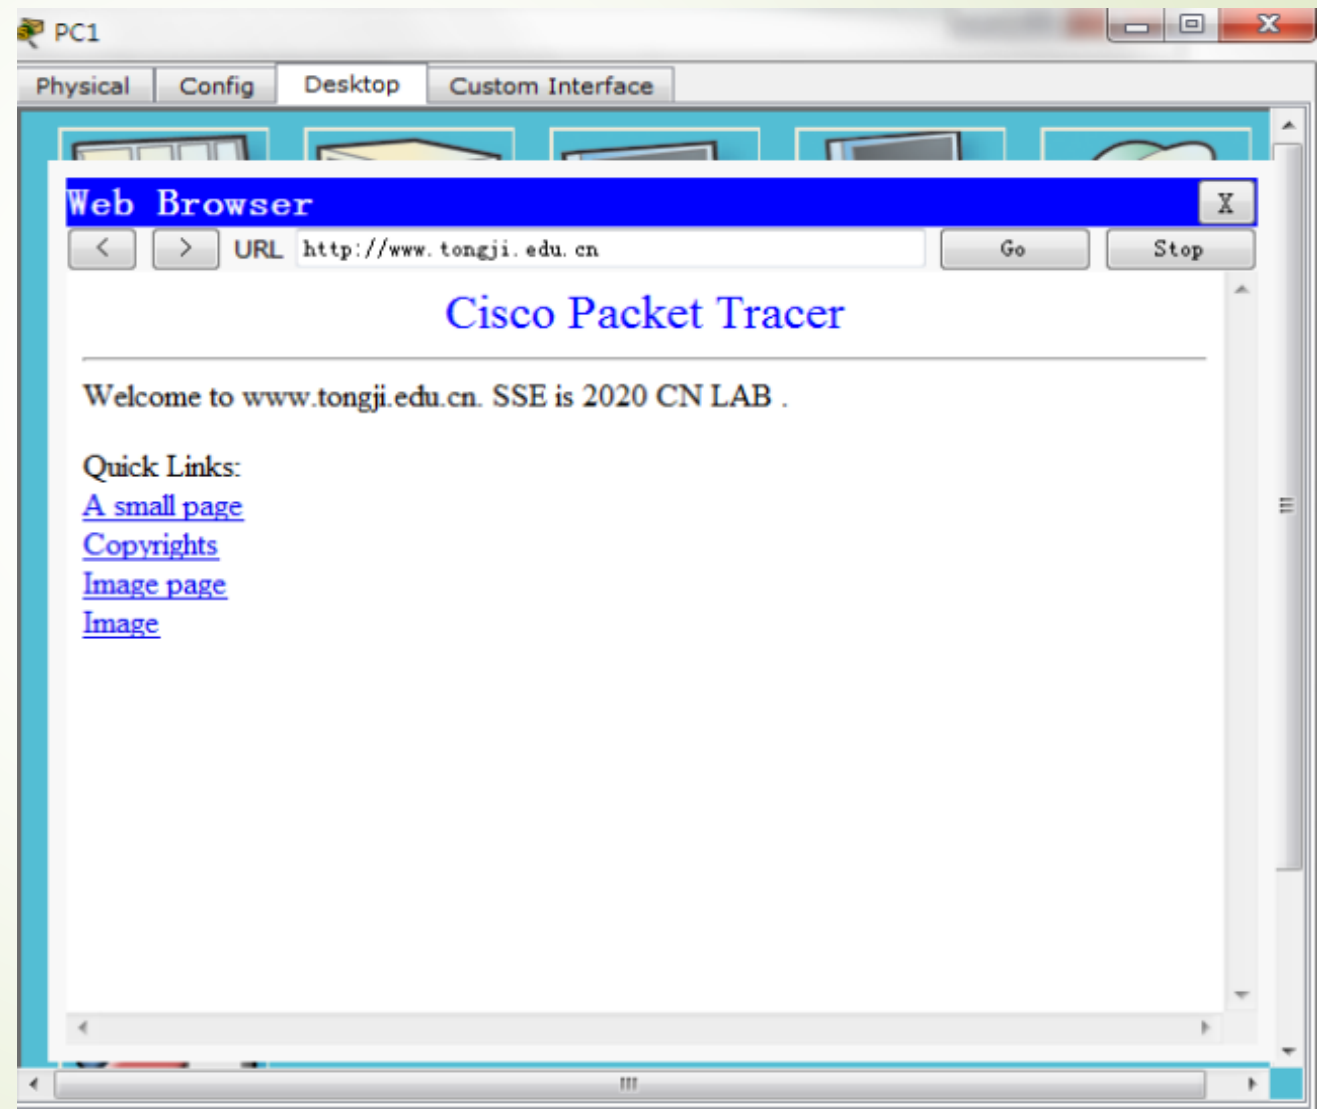 PC1
Physical Config Desktop Custom Interface
Web Browser X
< > URL http://www.tongji.edu.cn Go Stop
Cisco Packet Tracer
Welcome to www.tongji.edu.cn. SSE is 2020 CN LAB .
Quick Links:
A small page
Copyrights
Image page
Image